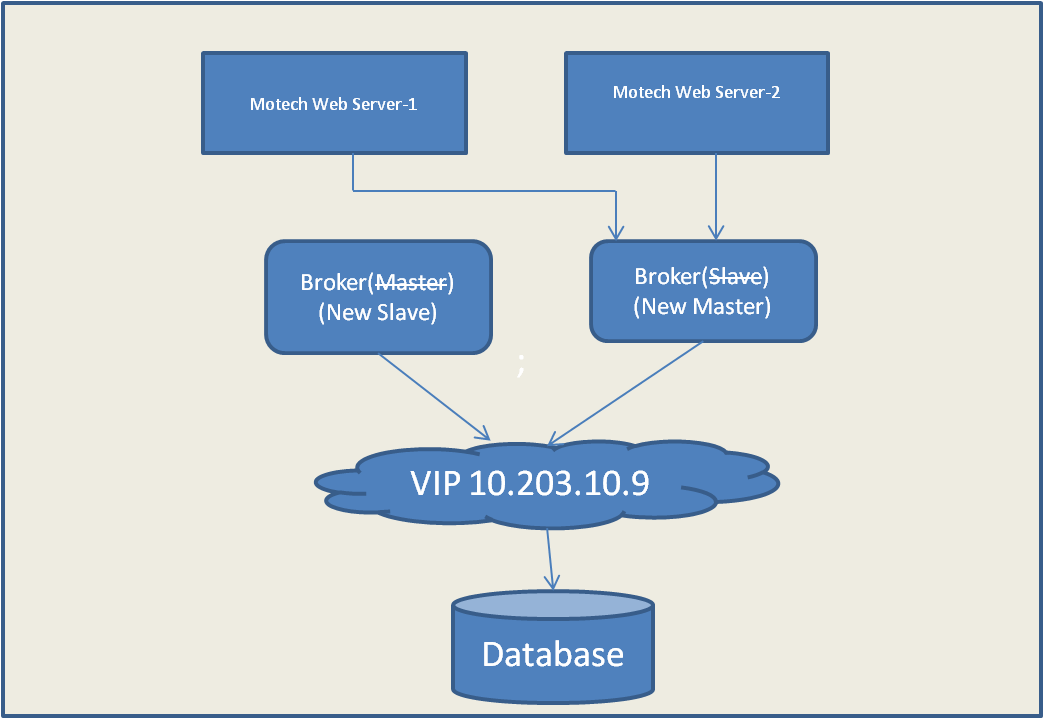 Motech Web Server-1
Motech Web Server-2
Broker(Master)
(New Slave)
Broker(Slave)
(New Master)
;
VIP 10.203.10.9
Database